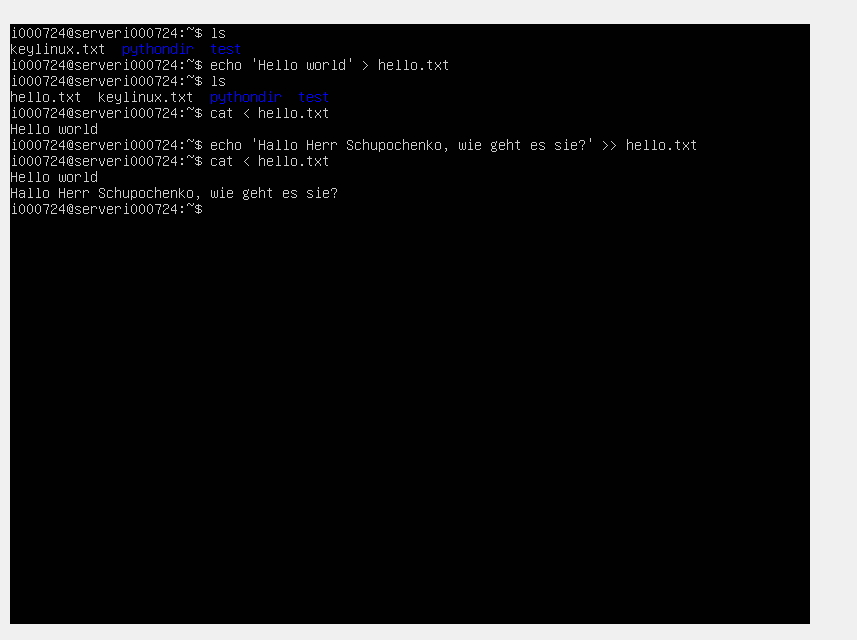 i000724@serveri000724:~$ ls
keylinux.txt  pythondir  test
i000724@serveri000724:~$ echo 'Hello world' > hello.txt
i000724@serveri000724:~$ ls
hello.txt  keylinux.txt  pythondir  test
i000724@serveri000724:~$ cat < hello.txt
Hello world
i000724@serveri000724:~$ echo 'Hallo Herr Schupochenko, wie geht es sie?' >> hello.txt
i000724@serveri000724:~$ cat < hello.txt
Hello world
Hallo Herr Schupochenko, wie geht es sie?
i000724@serveri000724:~$